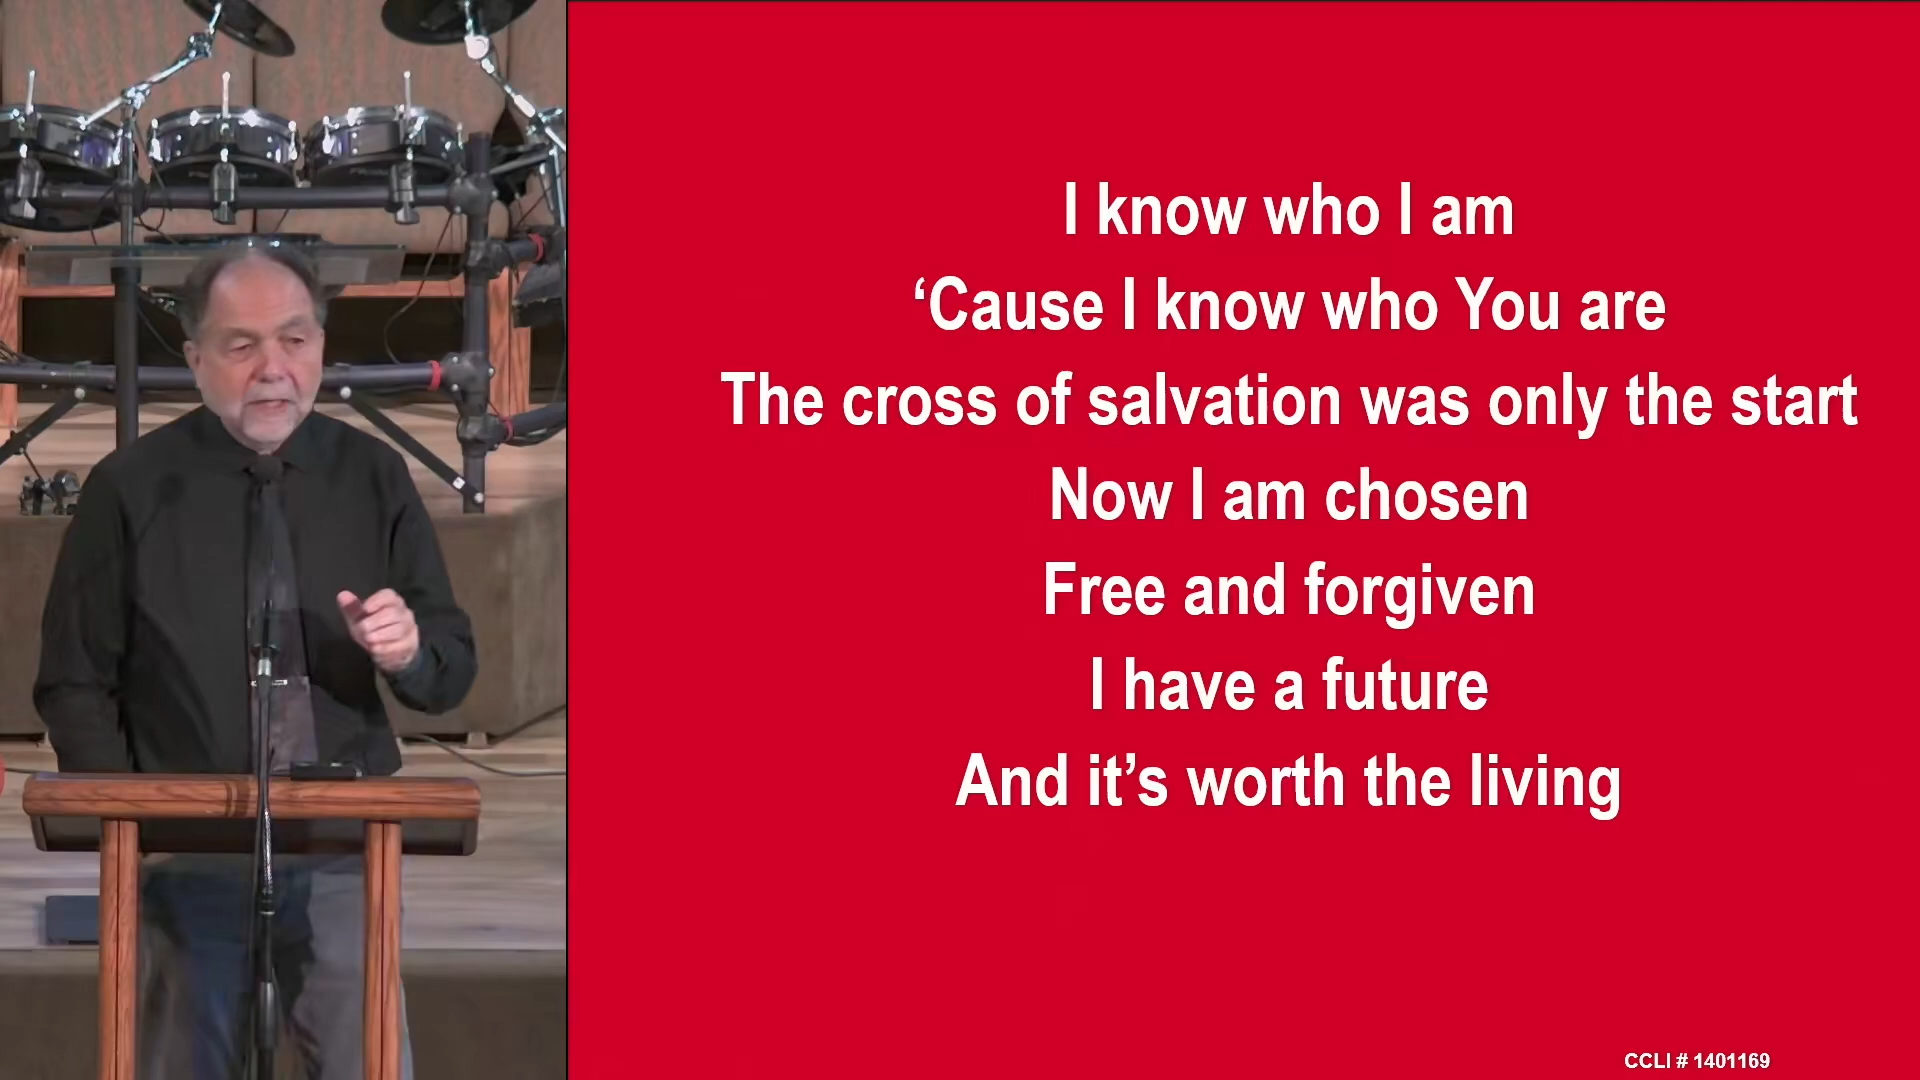 I know who I am
‘Cause I know who You are
The cross of salvation was only the start
Now I am chosen
Free and forgiven
I have a future
And it’s worth the living
CCLI # 1401169